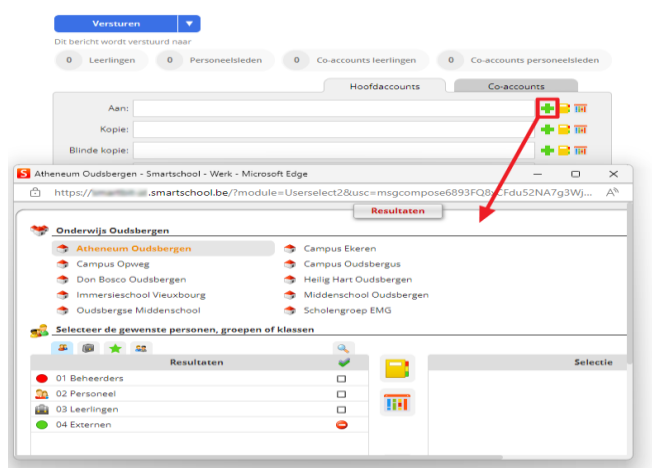 Versturen
Dit bericht wordt verstuurd naar
0 Leerlingen 0 Personeelsleden 0 Co-accounts leerlingen 0 Co-accounts personeelsleden
Hoofdaccounts Co-accounts
Aan:
Kopie:
Blinde kopie:
S Atheneum Oudsbergen - Smartschool - Werk - Microsoft Edge
https:// .smartschool.be/?module=Userselect2&usc=msgcompose6893FQ8 CFdu52NA7g3Wj...
Resultaten
Onderwijs Oudsbergen
Atheneum Oudsbergen Campus Ekeren
Campus Opweg Campus Oudsbergus
Don Bosco Oudsbergen Heilig Hart Oudsbergen
Immersieschool Vieuxbourg Middenschool Oudsbergen
Oudsbergse Middenschool Scholengroep EMG
Selecteer de gewenste personen, groepen of klassen
Resultaten Selectie
01 Beheerders
02 Personeel
03 Leerlingen
04 Externen